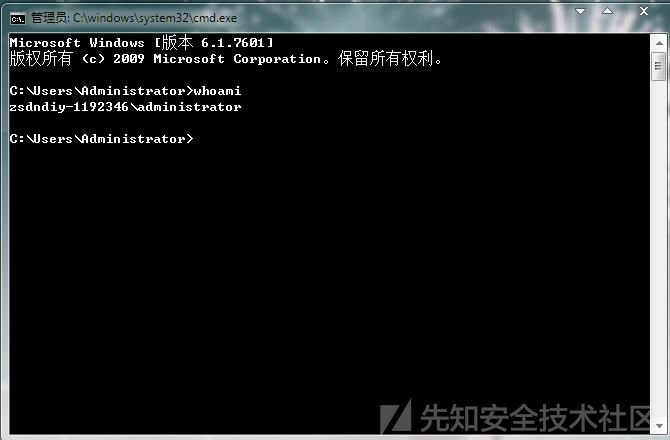 管理员: C:\windows\system32\cmd.exe
Microsoft Windows [版本 6.1.7601]
版权所有 (c) 2009 Microsoft Corporation。保留所有权利。
C:\Users\Administrator>whoami
zsdndiy-1192346\administrator
C:\Users\Administrator>
先知安全技术社区